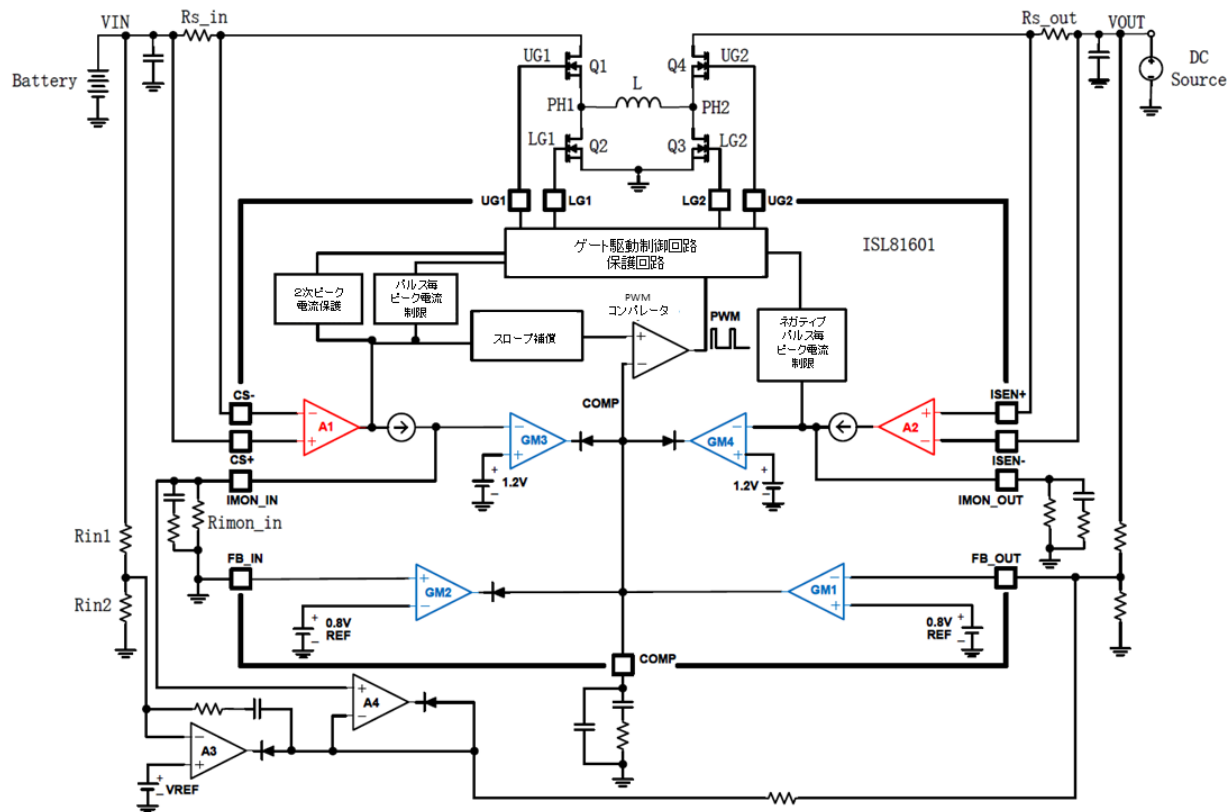 VIN
Rs_in
Rs_out
VOUT
Battery
UG1
Q1
Q4
UG2
DC
Source
L
PH1
PH2
LG1
Q2
Q3
LG2
UG1
LG1
LG2
UG2
ISL81601
ゲート駆動制御回路
保護回路
2次ピーク
電流保護
パルス毎
ピーク電流
制限
PWM
コンパレータ
PWM
スロープ補償
ネガティブ
パルス毎
ピーク電流
制限
+
−
CS-
COMP
ISEN+
−
A1
+
GM3
−
+
GM4
−
+
A2
+
−
CS+
ISEN-
+
−
1.2V
+
−
1.2V
IMON_IN
IMON_OUT
Rimon_in
Rin1
FB_IN
FB_OUT
+
GM2
−
−
GM1
+
Rin2
+
−
0.8V
REF
+
−
0.8V
REF
COMP
+
A4
−
−
A3
+
+
−
VREF